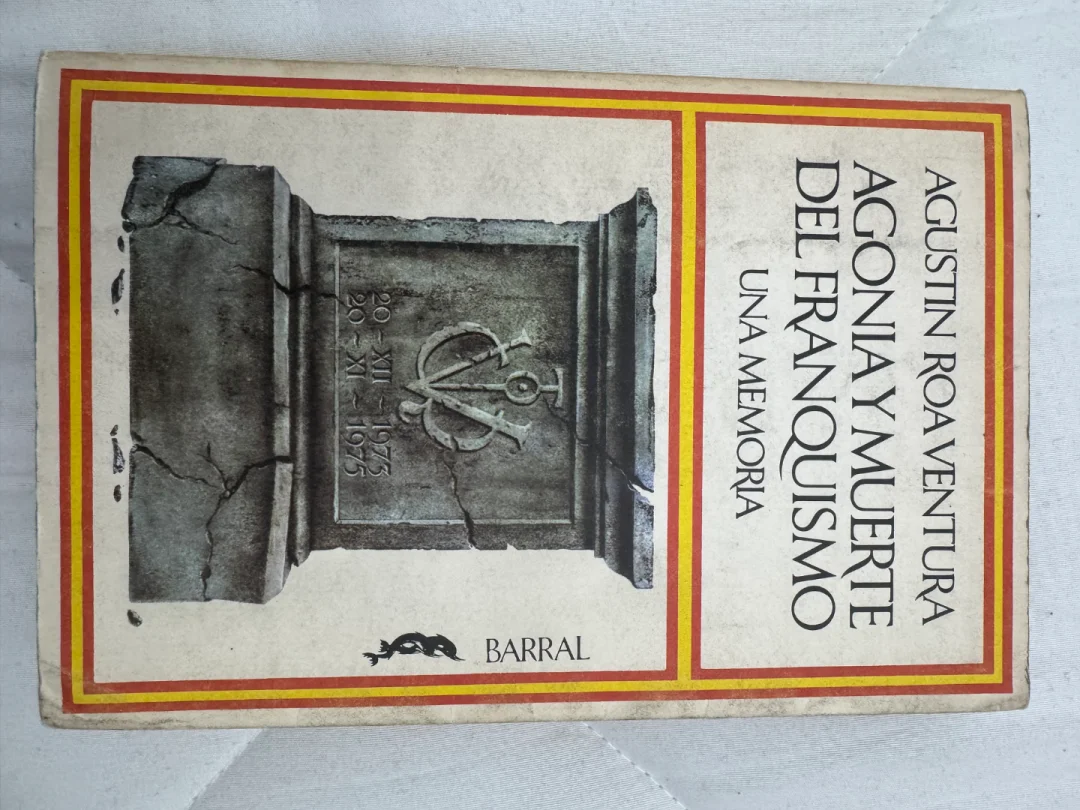 AGUSTIN ROA VENTURA
AGONIA Y MUERTE
DEL FRANQUISMO
UNA MEMORIA
20 ~ XII ~ 1973
20 ~ XI ~ 1975
BARRAL